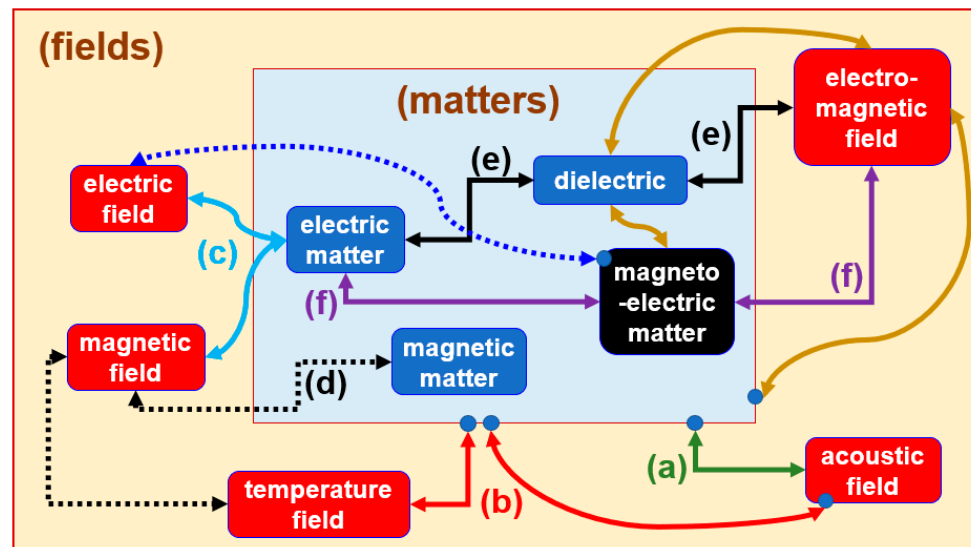 (fields)
(matters)
electro-
magnetic
field
(e)
(e)
dielectric
electric
field
electric
matter
(c)
(f)
magneto
-electric
matter
(f)
magnetic
field
magnetic
matter
(d)
(a)
acoustic
field
temperature
field
(b)